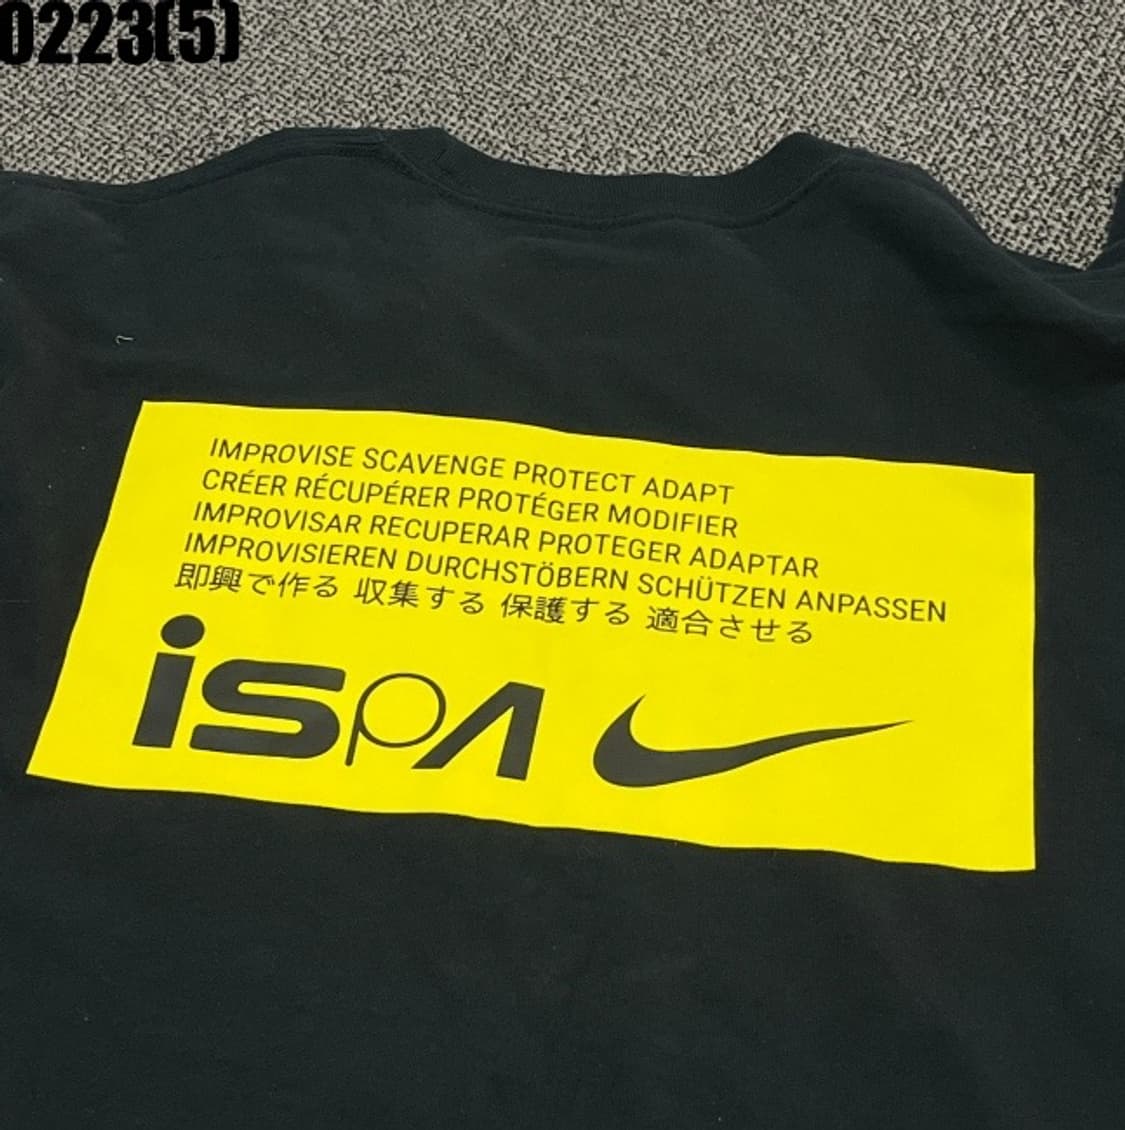 0223(5)
IMPROVISE SCAVENGE PROTECT ADAPT
CRÉER RÉCUPÉRER PROTÉGER MODIFIER
IMPROVISAR RECUPERAR PROTEGER ADAPTAR
IMPROVISIEREN DURCHSTÖBERN SCHÜTZEN ANPASSEN
即興で作る 収集する 保護する 適合させる
iSPA